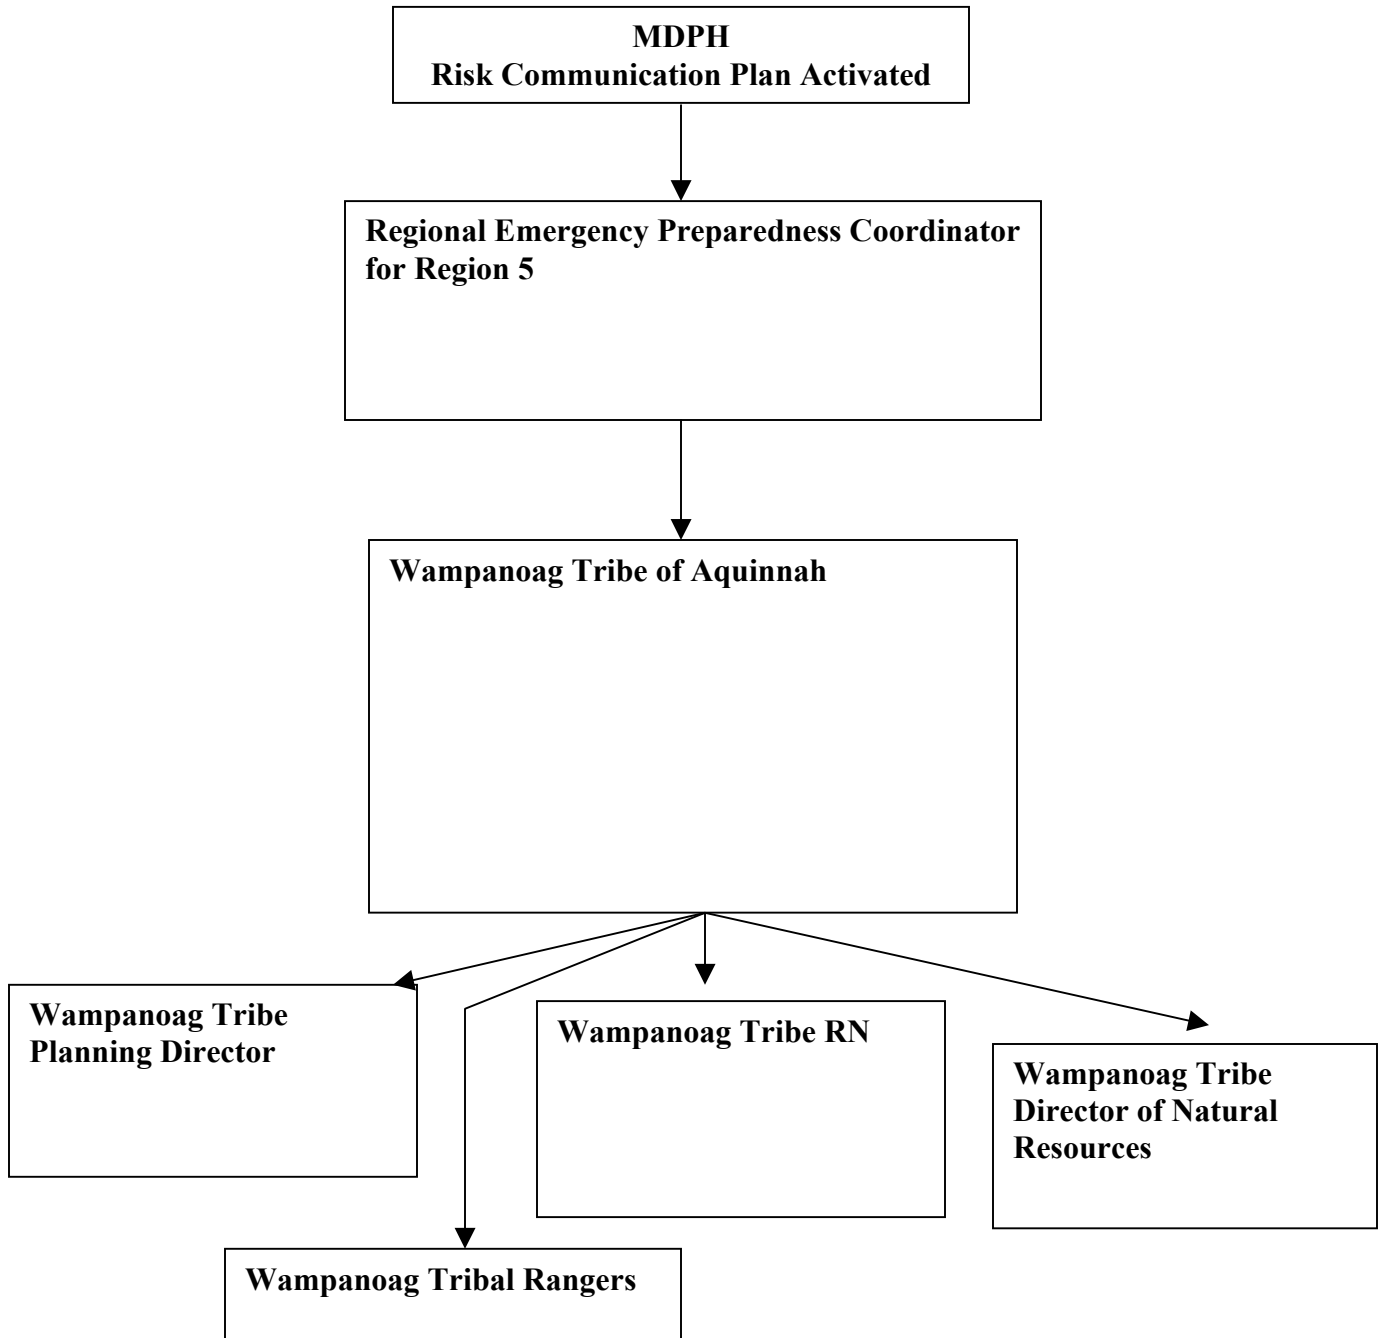 MDPH
Risk Communication Plan Activated
Regional Emergency Preparedness Coordinator
for Region 5
Wampanoag Tribe of Aquinnah
Wampanoag Tribe
Planning Director
Wampanoag Tribe RN
Wampanoag Tribe
Director of Natural
Resources
Wampanoag Tribal Rangers